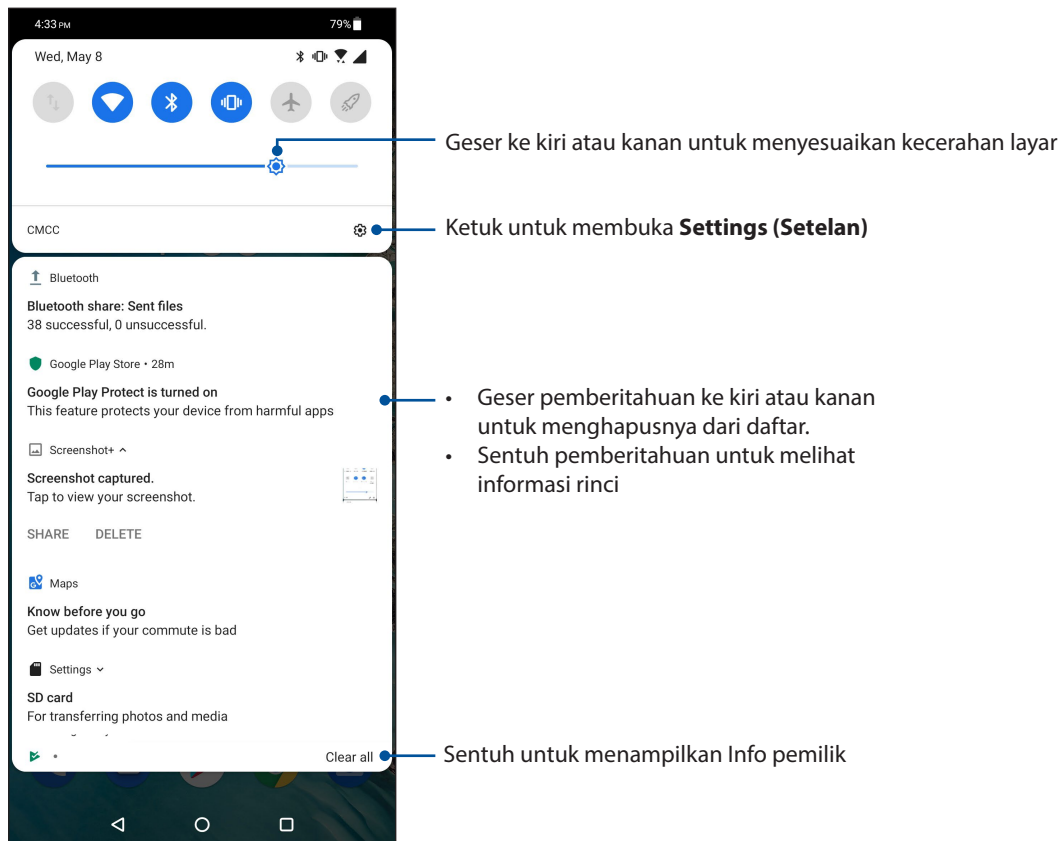 4:33 PM 79%
Wed, May 8
Geser ke kiri atau kanan untuk menyesuaikan kecerahan layar
CMCC
Ketuk untuk membuka Settings (Setelan)
Bluetooth
Bluetooth share: Sent files
38 successful, 0 unsuccessful.
Google Play Store • 28m
Google Play Protect is turned on
This feature protects your device from harmful apps
• Geser pemberitahuan ke kiri atau kanan
untuk menghapusnya dari daftar.
• Sentuh pemberitahuan untuk melihat
informasi rinci
Screenshot+
Screenshot captured.
Tap to view your screenshot.
SHARE DELETE
Maps
Know before you go
Get updates if your commute is bad
Settings
SD card
For transferring photos and media
Clear all
Sentuh untuk menampilkan Info pemilik